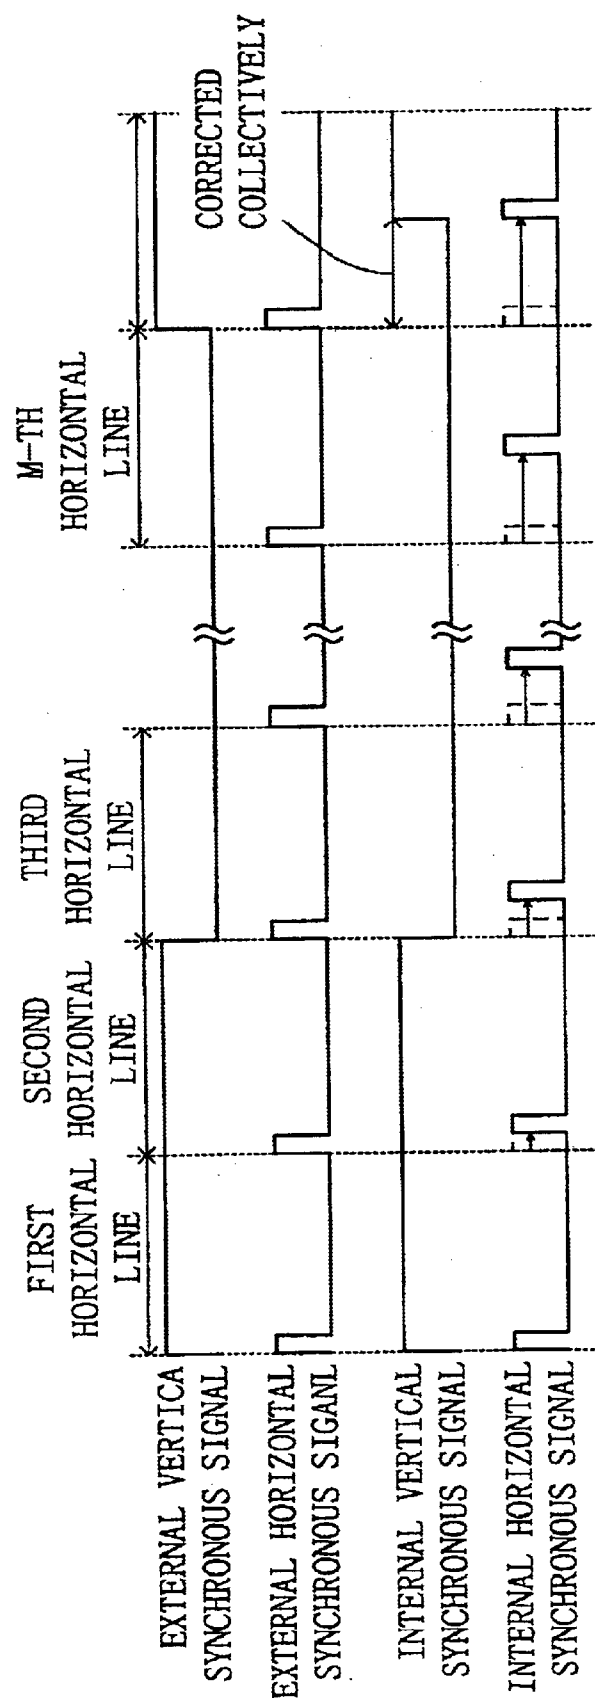 FIRST
HORIZONTAL
LINE
SECOND
HORIZONTAL
LINE
THIRD
HORIZONTAL
LINE
M-TH
HORIZONTAL
LINE
EXTERNAL VERTICA
SYNCHRONOUS SIGNAL
CORRECTED
COLLECTIVELY
EXTERNAL HORIZONTAL
SYNCHRONOUS SIGANL
INTERNAL VERTICAL
SYNCHRONOUS SIGNAL
INTERNAL HORIZONTAL
SYNCHRONOUS SIGNAL